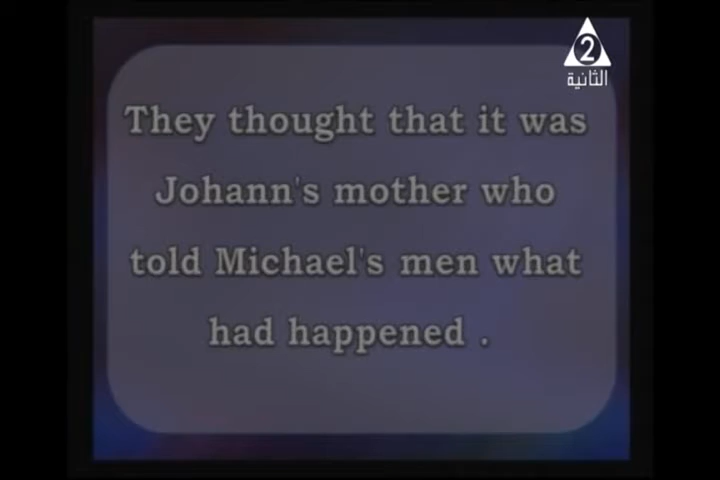 2
الثانية
They thought that it was
Johann's mother who
told Michael's men what
had happened .